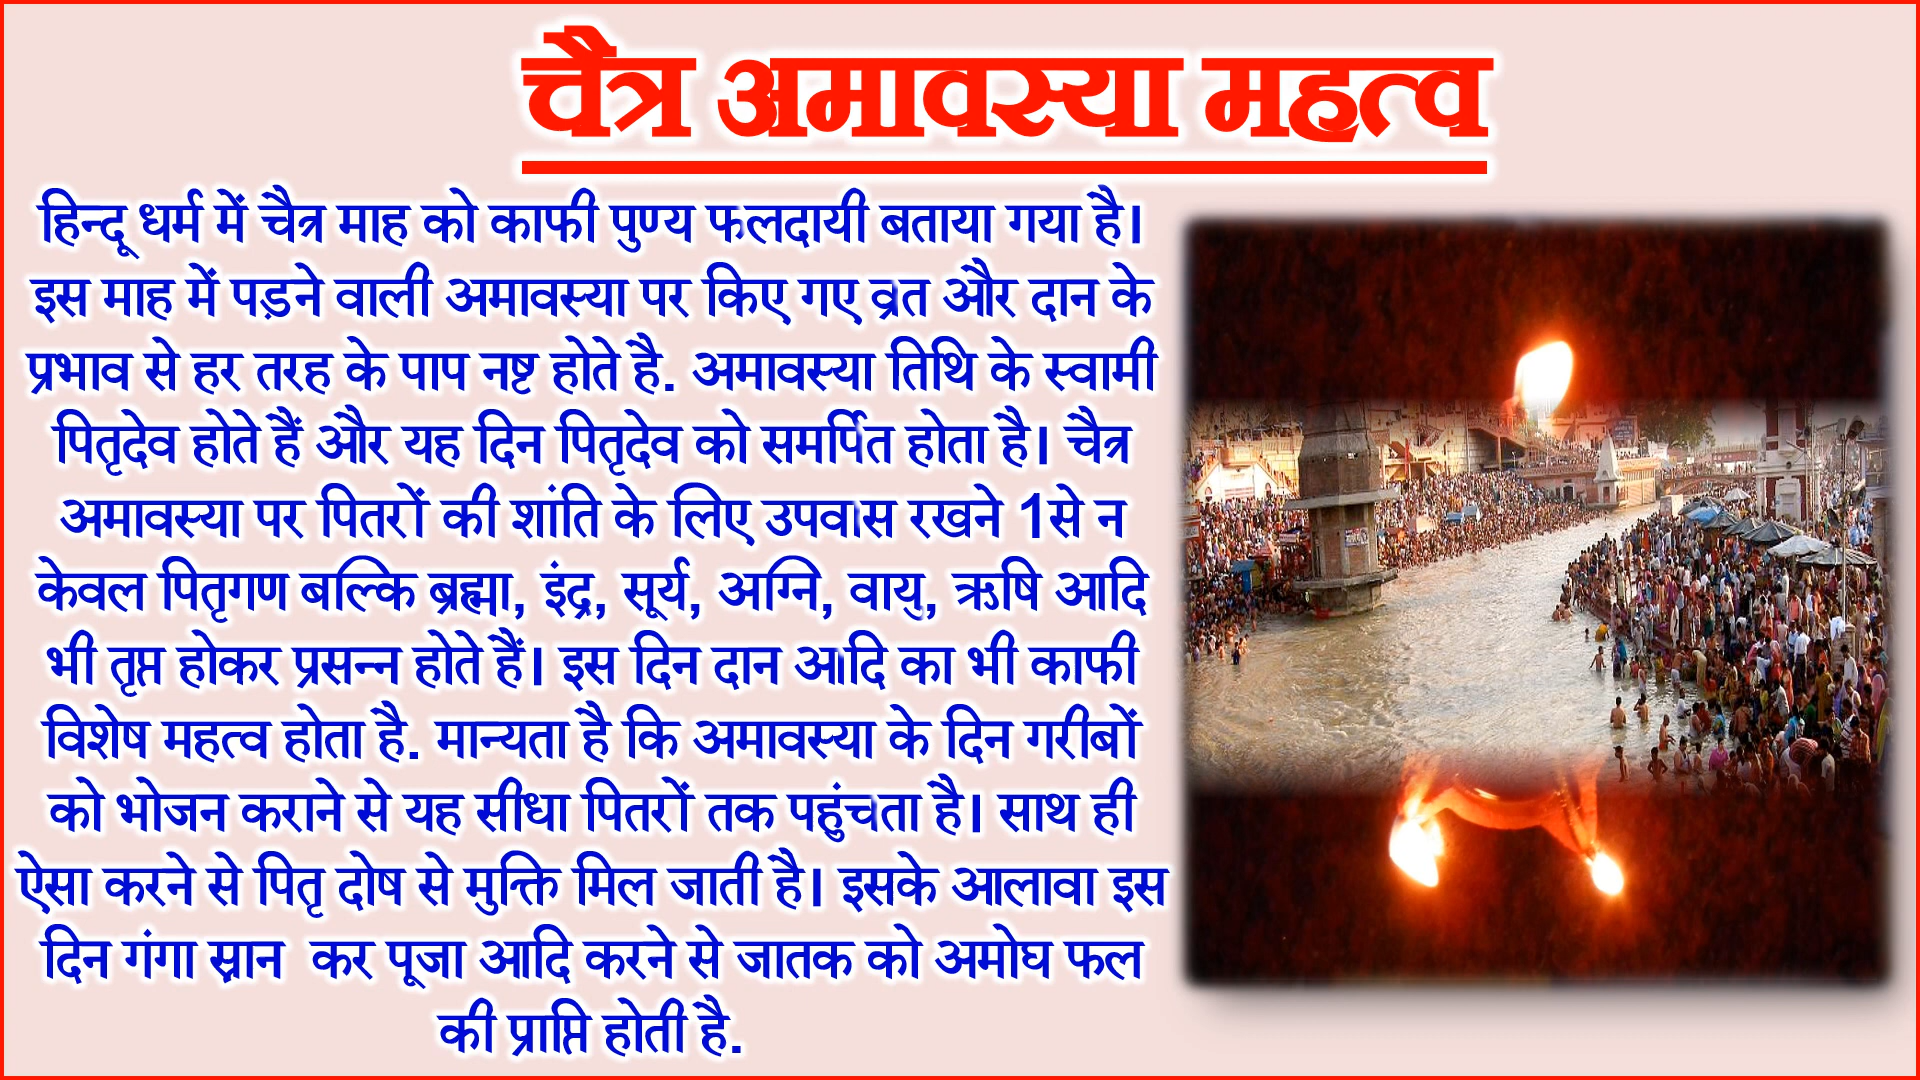 चैत्र अमावस्या महत्व
हिन्दू धर्म में चैत्र माह को काफी पुण्य फलदायी बताया गया है।
इस माह में पड़ने वाली अमावस्या पर किए गए व्रत और दान के
प्रभाव से हर तरह के पाप नष्ट होते है. अमावस्या तिथि के स्वामी
पितृदेव होते हैं और यह दिन पितृदेव को समर्पित होता है। चैत्र
अमावस्या पर पितरों की शांति के लिए उपवास रखने 1से न
केवल पितृगण बल्कि ब्रह्मा, इंद्र, सूर्य, अग्नि, वायु, ऋषि आदि
भी तृप्त होकर प्रसन्न होते हैं। इस दिन दान आदि का भी काफी
विशेष महत्व होता है. मान्यता है कि अमावस्या के दिन गरीबों
को भोजन कराने से यह सीधा पितरों तक पहुंचता है। साथ ही
ऐसा करने से पितृ दोष से मुक्ति मिल जाती है। इसके आलावा इस
दिन गंगा स्नान कर पूजा आदि करने से जातक को अमोघ फल
की प्राप्ति होती है.